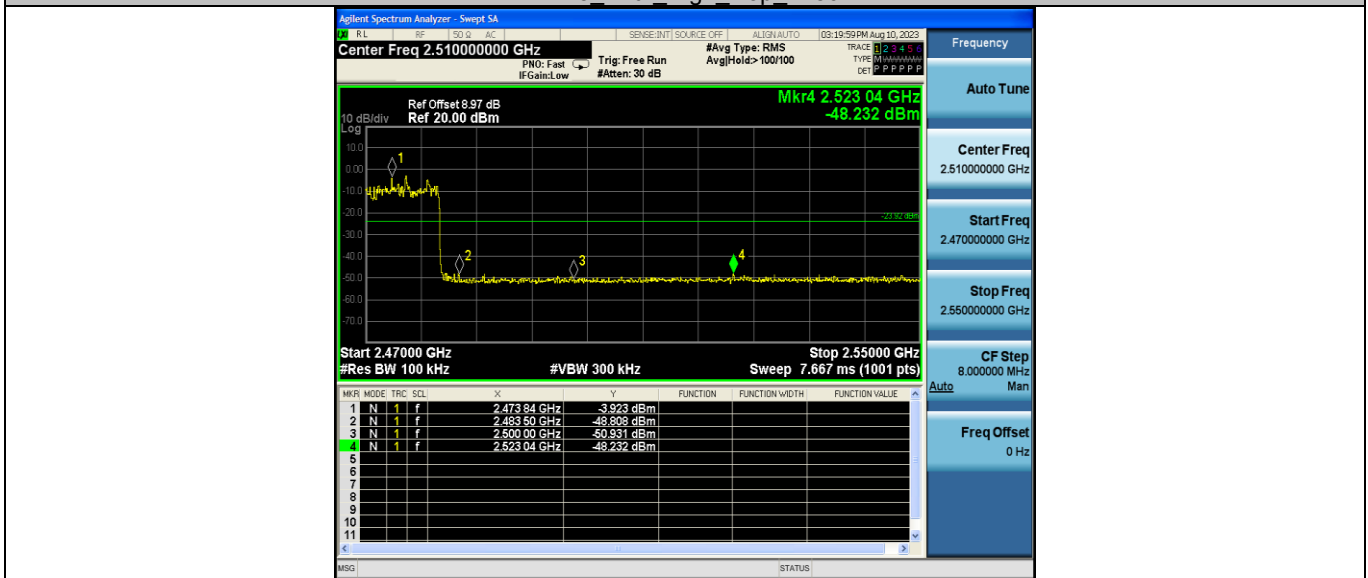 Agilent Spectrum Analyzer - Swept SA
RL RF 50 Ω AC SENSE:INT SOURCE OFF ALIGN AUTO 03:19:59 PM Aug 10, 2023
Center Freq 2.510000000 GHz
PNO: Fast
IFGain:Low
Trig: Free Run
#Atten: 30 dB
#Avg Type: RMS
Avg|Hold:>100/100
TRACE 1 2 3 4 5 6
TYPE M
DET P P P P P P
Frequency
Auto Tune
Center Freq
2.510000000 GHz
Start Freq
2.470000000 GHz
Stop Freq
2.550000000 GHz
CF Step
8.000000 MHz
Auto Man
Freq Offset
0 Hz
Mkr4 2.523 04 GHz
-48.232 dBm
Ref Offset 8.97 dB
10 dB/div Ref 20.00 dBm
Log
10.0
0.00
-10.0
-20.0
-30.0
-40.0
-50.0
-60.0
-70.0
1
2
3
4
-23.92 dBm
Start 2.47000 GHz Stop 2.55000 GHz
#Res BW 100 kHz #VBW 300 kHz Sweep 7.667 ms (1001 pts)
MKR MODE TRC SCL X Y FUNCTION FUNCTION WIDTH FUNCTION VALUE
1 N 1 f 2.473 84 GHz -3.923 dBm
2 N 1 f 2.483 50 GHz -48.808 dBm
3 N 1 f 2.500 00 GHz -50.931 dBm
4 N 1 f 2.523 04 GHz -48.232 dBm
5
6
7
8
9
10
11
MSG STATUS